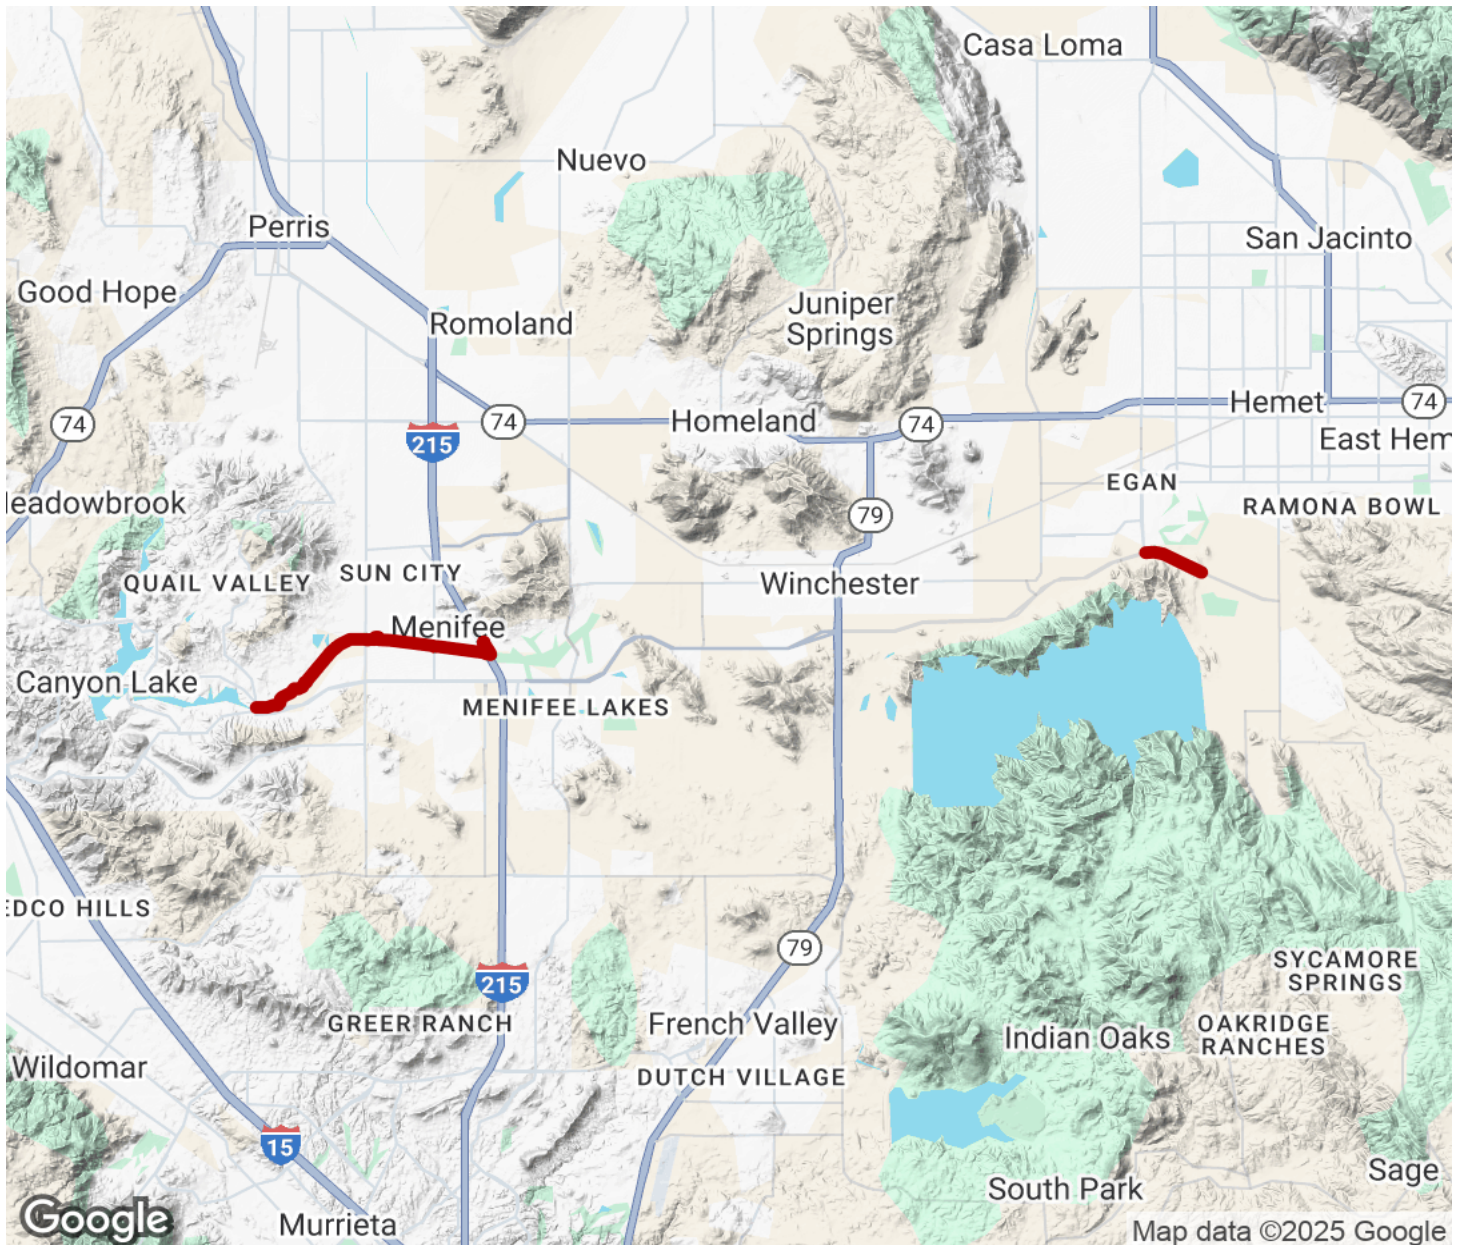 Casa Loma
Nuevo
Perris
San Jacinto
Good Hope
Juniper
Springs
Romoland
Hemet
74
74
Homeland
74
74
215
East Hem
EGAN
eadowbrook
RAMONA BOWL
79
QUAIL VALLEY
SUN CITY
Winchester
Menifee
Canyon Lake
MENIFEE LAKES
EDCO HILLS
79
SYCAMORE
SPRINGS
215
GREER RANCH
French Valley
Indian Oaks
OAKRIDGE
RANCHES
Wildomar
DUTCH VILLAGE
15
Sage
South Park
Google
Murrieta
Map data ©2025 Google